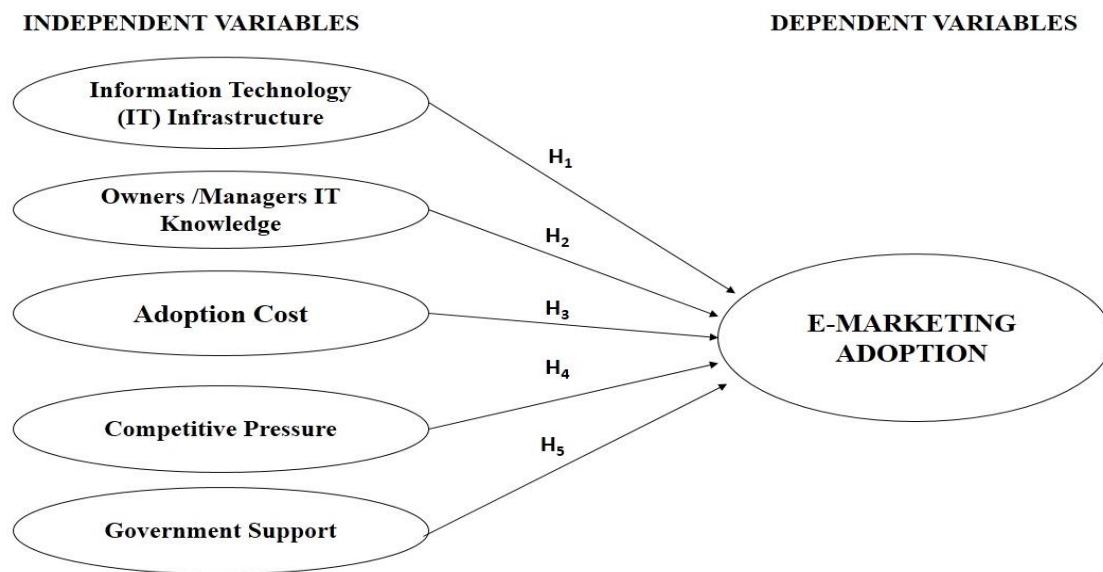 INDEPENDENT VARIABLES
DEPENDENT VARIABLES
Information Technology
(IT) Infrastructure
H₁
Owners /Managers IT
Knowledge
H₂
Adoption Cost
H₃
E-MARKETING
ADOPTION
H₄
Competitive Pressure
H₅
Government Support